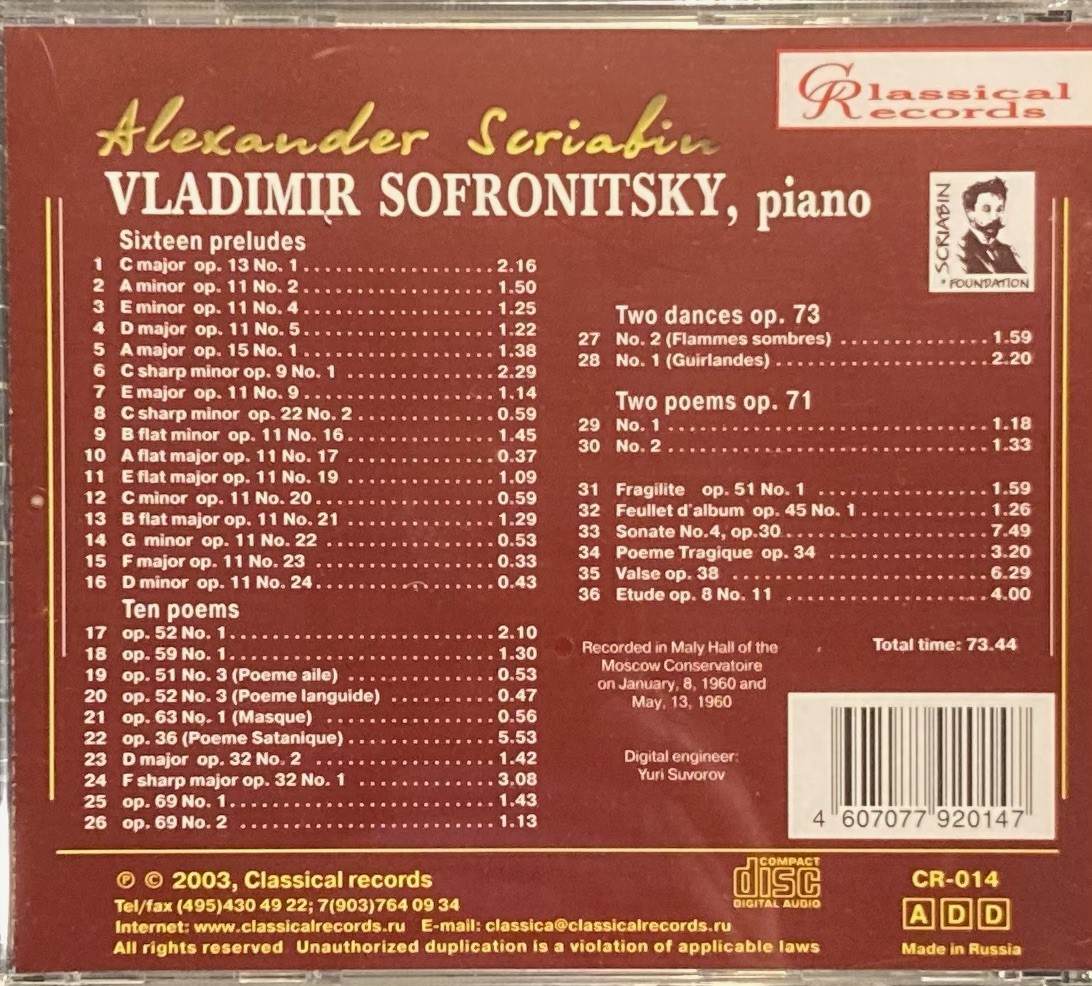 Classical
Records
Alexander Scriabin
VLADIMIR SOFRONITSKY, piano
SCRIABIN
FOUNDATION
Sixteen preludes
1 C major op. 13 No. 1 2.16
2 A minor op. 11 No. 2 1.50
3 E minor op. 11 No. 4 1.25
4 D major op. 11 No. 5 1.22
5 A major op. 15 No. 1 1.38
6 C sharp minor op. 9 No. 1 2.29
7 E major op. 11 No. 9 1.14
8 C sharp minor op. 22 No. 2 0.59
9 B flat minor op. 11 No. 16 1.45
10 A flat major op. 11 No. 17 0.37
11 E flat major op. 11 No. 19 1.09
12 C minor op. 11 No. 20 0.59
13 B flat major op. 11 No. 21 1.29
14 G minor op. 11 No. 22 0.53
15 F major op. 11 No. 23 0.33
16 D minor op. 11 No. 24 0.43
Ten poems
17 op. 52 No. 1 2.10
18 op. 59 No. 1 1.30
19 op. 51 No. 3 (Poeme aile) 0.53
20 op. 52 No. 3 (Poeme languide) 0.47
21 op. 63 No. 1 (Masque) 0.56
22 op. 36 (Poeme Satanique) 5.53
23 D major op. 32 No. 2 1.42
24 F sharp major op. 32 No. 1 3.08
25 op. 69 No. 1 1.43
26 op. 69 No. 2 1.13
Two dances op. 73
27 No. 2 (Flammes sombres) 1.59
28 No. 1 (Guirlandes) 2.20
Two poems op. 71
29 No. 1 1.18
30 No. 2 1.33
31 Fragilite op. 51 No. 1 1.59
32 Feullet d'album op. 45 No. 1 1.26
33 Sonate No.4, op.30 7.49
34 Poeme Tragique op. 34 3.20
35 Valse op. 38 6.29
36 Etude op. 8 No. 11 4.00
Recorded in Maly Hall of the
Moscow Conservatoire
on January, 8, 1960 and
May, 13, 1960
Total time: 73.44
Digital engineer:
Yuri Suvorov
4 607077 920147
℗ © 2003, Classical records
Tel/fax (495)430 49 22; 7(903)764 09 34
Internet: www.classicalrecords.ru E-mail: classica@classicalrecords.ru
All rights reserved Unauthorized duplication is a violation of applicable laws
COMPACT
disc
DIGITAL AUDIO
CR-014
A D D
Made in Russia